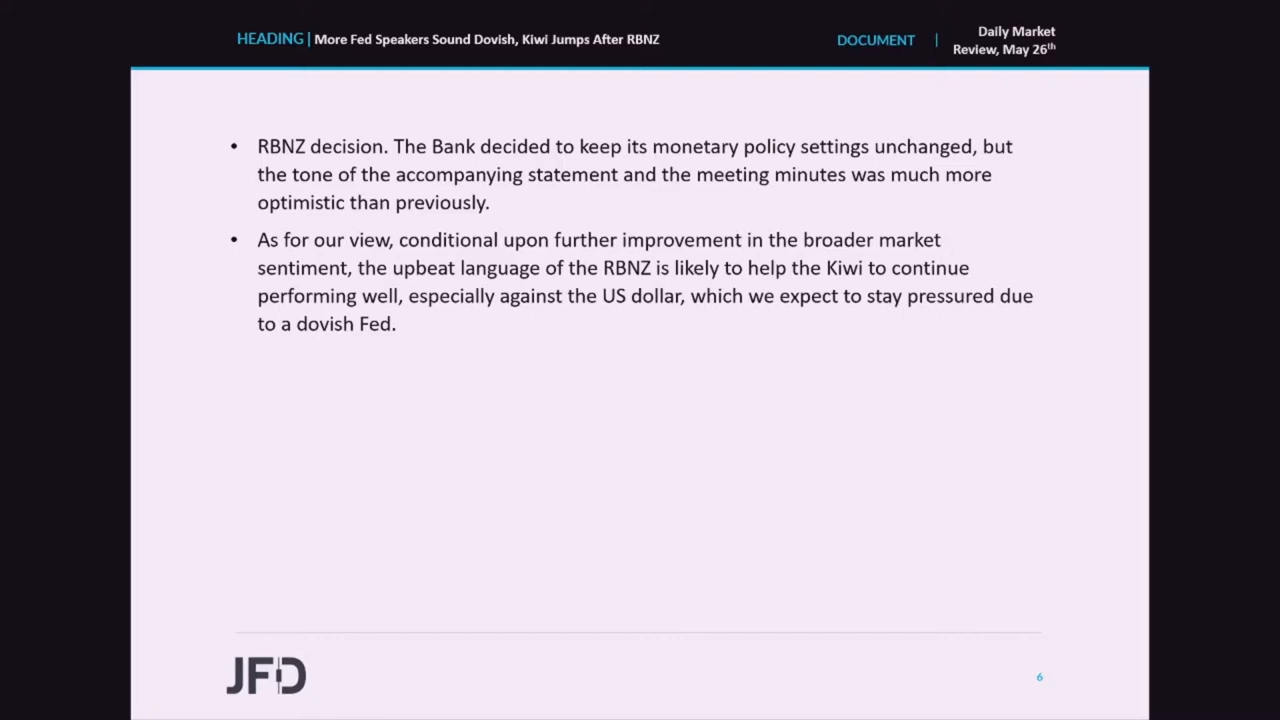 HEADING | More Fed Speakers Sound Dovish, Kiwi Jumps After RBNZ
DOCUMENT | Daily Market
Review, May 26th
• RBNZ decision. The Bank decided to keep its monetary policy settings unchanged, but
the tone of the accompanying statement and the meeting minutes was much more
optimistic than previously.
• As for our view, conditional upon further improvement in the broader market
sentiment, the upbeat language of the RBNZ is likely to help the Kiwi to continue
performing well, especially against the US dollar, which we expect to stay pressured due
to a dovish Fed.
JFD
6